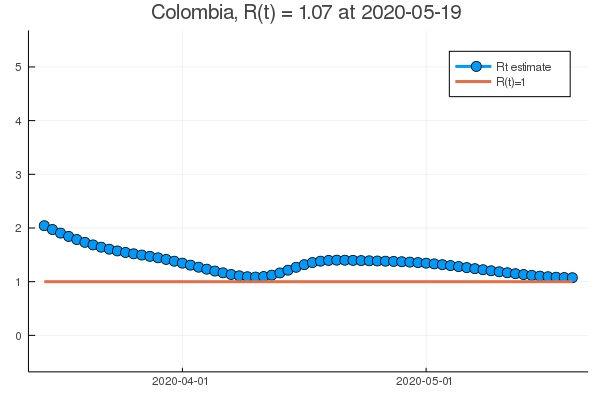 Colombia, R(t) = 1.07 at 2020-05-19
5
Rt estimate
R(t)=1
4
3
2
1
0
2020-04-01
2020-05-01